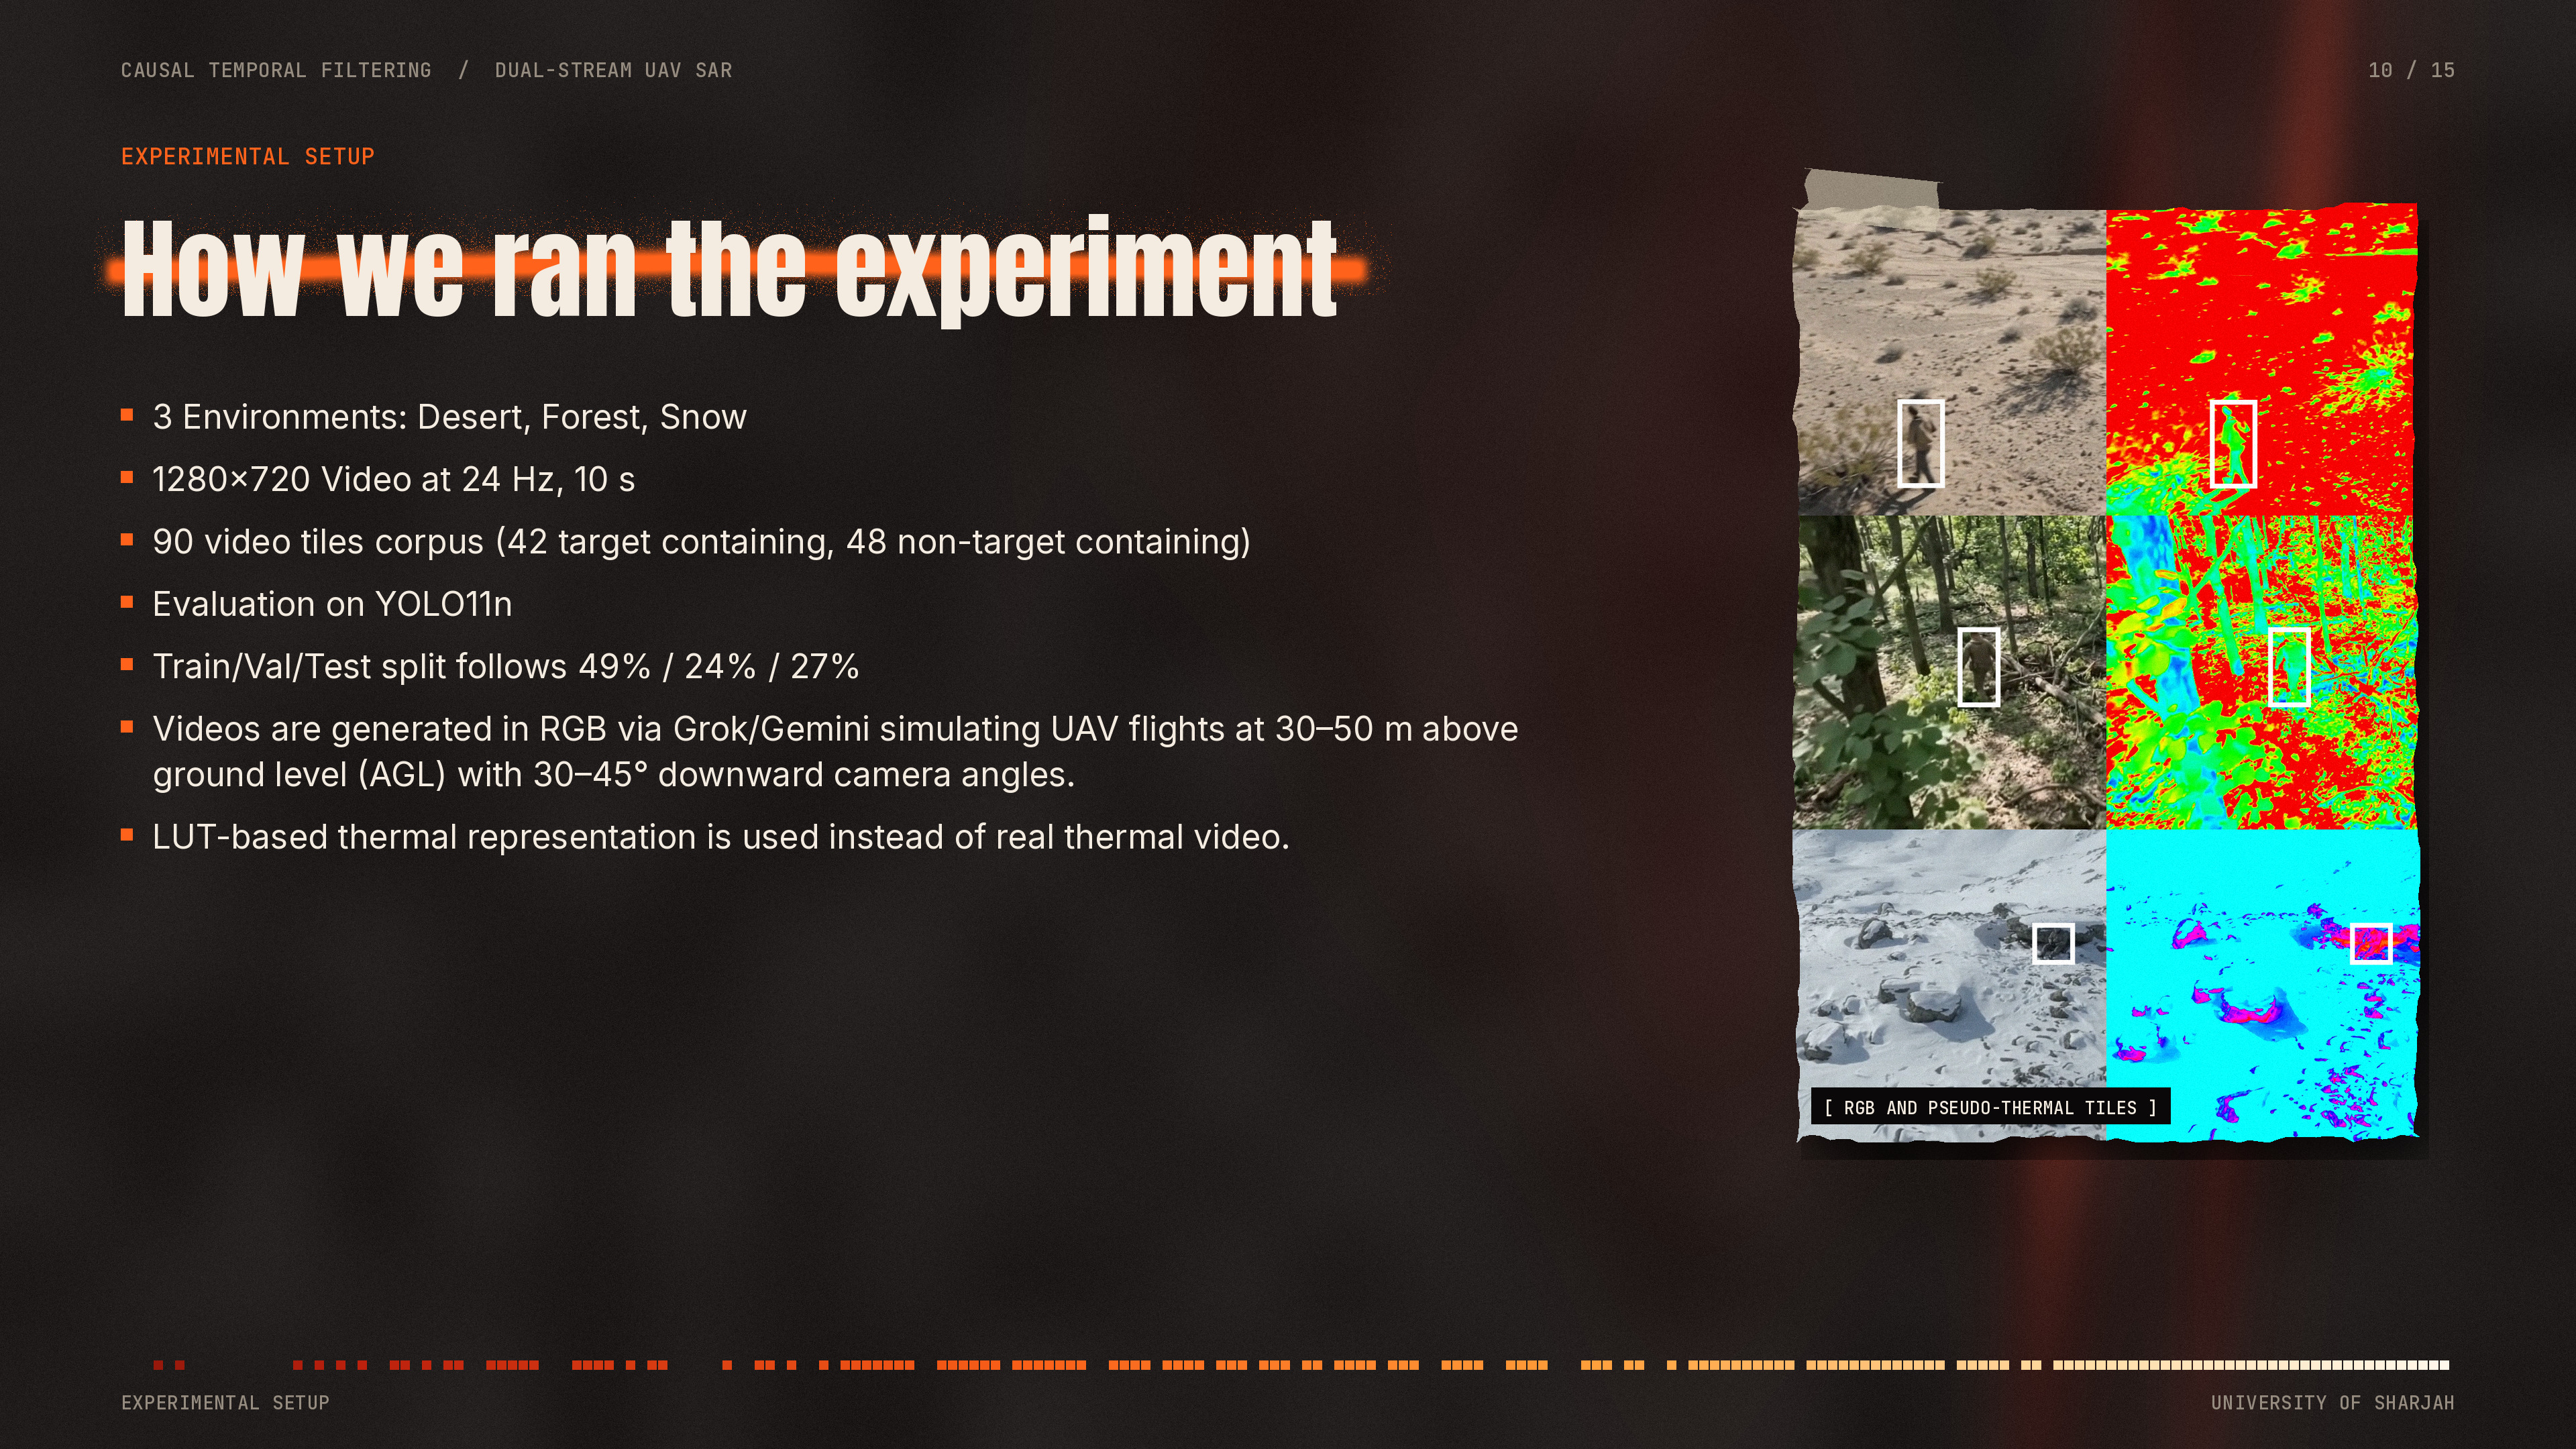 CAUSAL TEMPORAL FILTERING / DUAL-STREAM UAV SAR
10 / 15
EXPERIMENTAL SETUP
How we ran the experiment
3 Environments: Desert, Forest, Snow
1280×720 Video at 24 Hz, 10 s
90 video tiles corpus (42 target containing, 48 non-target containing)
Evaluation on YOLO11n
Train/Val/Test split follows 49% / 24% / 27%
Videos are generated in RGB via Grok/Gemini simulating UAV flights at 30–50 m above
ground level (AGL) with 30–45° downward camera angles.
LUT-based thermal representation is used instead of real thermal video.
[ RGB AND PSEUDO-THERMAL TILES ]
EXPERIMENTAL SETUP
UNIVERSITY OF SHARJAH